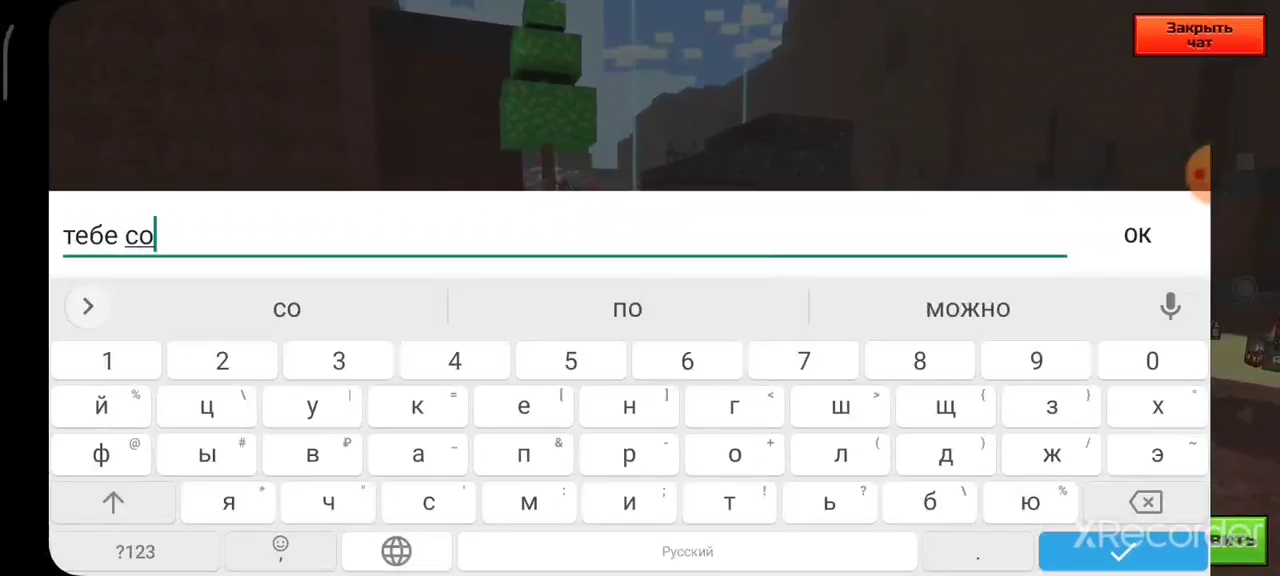 Закрыть
чат
тебе со
ОК
со по можно
1 2 3 4 5 6 7 8 9 0
й % ц \ у | к = е [ н ] г < ш > щ { з } х °
ф @ ы # в ₽ а _ п & р - о + л ( д ) ж / э ~
я * ч " с ' м : и ; т ! ь ? б \ ю %
?123 , Русский .
XRecorder